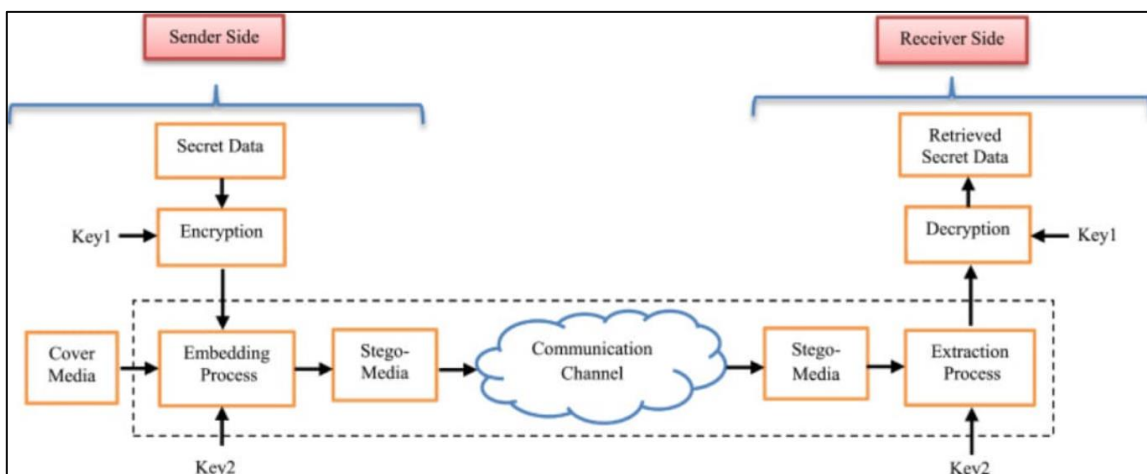 Sender Side
Receiver Side
Secret Data
Retrieved
Secret Data
Key1
Encryption
Decryption
Key1
Cover
Media
Embedding
Process
Stego-
Media
Communication
Channel
Stego-
Media
Extraction
Process
Key2
Key2